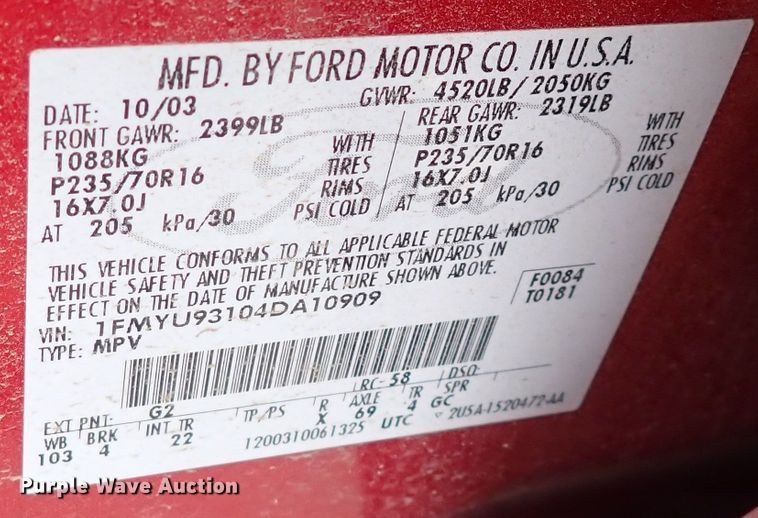 MFD. BY FORD MOTOR CO. IN U.S.A.
DATE: 10/03 GVWR: 4520LB/ 2050KG
FRONT GAWR: 2399LB REAR GAWR: 2319LB
1088KG WITH 1051KG WITH
P235/70R16 TIRES P235/70R16 TIRES
16X7.0J RIMS 16X7.0J RIMS
AT 205 kPa/30 PSI COLD AT 205 kPa/30 PSI COLD
Ford
THIS VEHICLE CONFORMS TO ALL APPLICABLE FEDERAL MOTOR
VEHICLE SAFETY AND THEFT PREVENTION STANDARDS IN
EFFECT ON THE DATE OF MANUFACTURE SHOWN ABOVE.
F0084
T0181
VIN: 1FMYU93104DA10909
TYPE: MPV
EXT PNT: G2 RC: 58 DSO:
WB BRK INT TR TP/PS R AXLE TR SPR
103 4 22 X 69 4 GC
1200310061325 UTC 2USA-1520472-AA
Purple Wave Auction